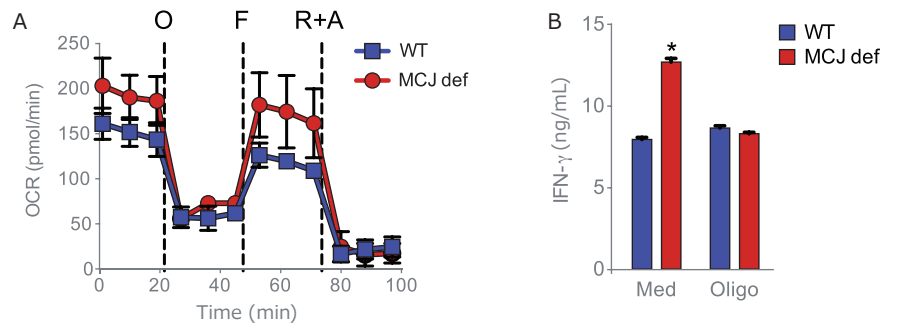 A
O F R+A
250
200
150
100
50
0
OCR (pmol/min)
0 20 40 60 80 100
Time (min)
WT
MCJ def
B
15
10
5
0
IFN-γ (ng/mL)
*
Med Oligo
WT
MCJ def